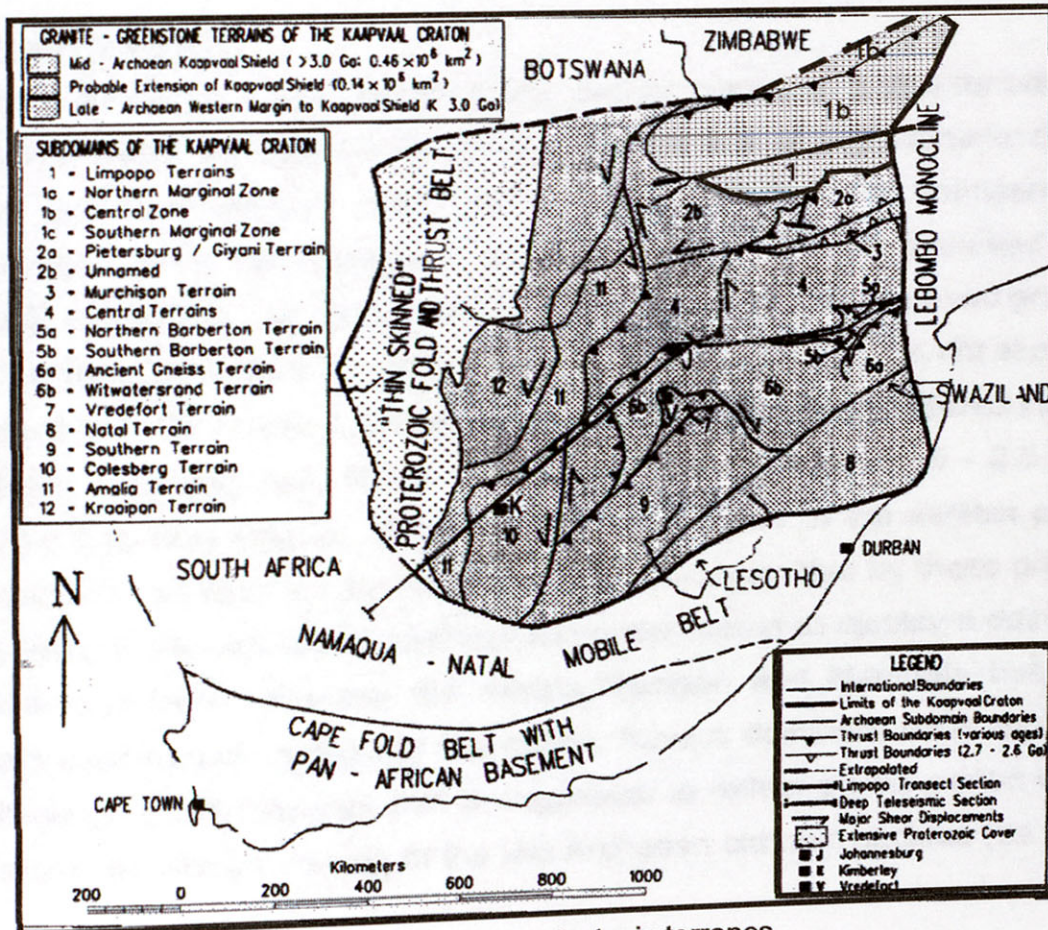 GRANITE - GREENSTONE TERRAINS OF THE KAAPVAAL CRATON
Mid - Archaean Kaapvaal Shield ( >3.0 Ga; 0.46 x10⁶ km²)
Probable Extension of Kaapvaal Shield (0.14 x10⁶ km²)
Late - Archaean Western Margin to Kaapvaal Shield (< 3.0 Ga)
SUBDOMAINS OF THE KAAPVAAL CRATON
1 - Limpopo Terrains
1a - Northern Marginal Zone
1b - Central Zone
1c - Southern Marginal Zone
2a - Pietersburg / Giyani Terrain
2b - Unnamed
3 - Murchison Terrain
4 - Central Terrains
5a - Northern Barberton Terrain
5b - Southern Barberton Terrain
6a - Ancient Gneiss Terrain
6b - Witwatersrand Terrain
7 - Vredefort Terrain
8 - Natal Terrain
9 - Southern Terrain
10 - Colesberg Terrain
11 - Amalia Terrain
12 - Kraaipan Terrain
ZIMBABWE
BOTSWANA
1b
1
2b
2a
3
4
4
5a
5b
6a
6b
6b
7
8
9
10
11
11
11
12
J
K
V
"THIN SKINNED"
PROTEROZOIC FOLD AND THRUST BELT
LEBOMBO MONOCLINE
SWAZILAND
DURBAN
LESOTHO
SOUTH AFRICA
NAMAQUA - NATAL MOBILE BELT
CAPE FOLD BELT WITH
PAN - AFRICAN BASEMENT
CAPE TOWN
N
Kilometers
200 0 200 400 600 800 1000
LEGEND
International Boundaries
Limits of the Kaapvaal Craton
Archaean Subdomain Boundaries
Thrust Boundaries (various ages)
Thrust Boundaries (2.7 - 2.6 Ga)
Extrapolated
Limpopo Transect Section
Deep Teleseismic Section
Major Shear Displacements
Extensive Proterozoic Cover
J Johannesburg
K Kimberley
V Vredefort